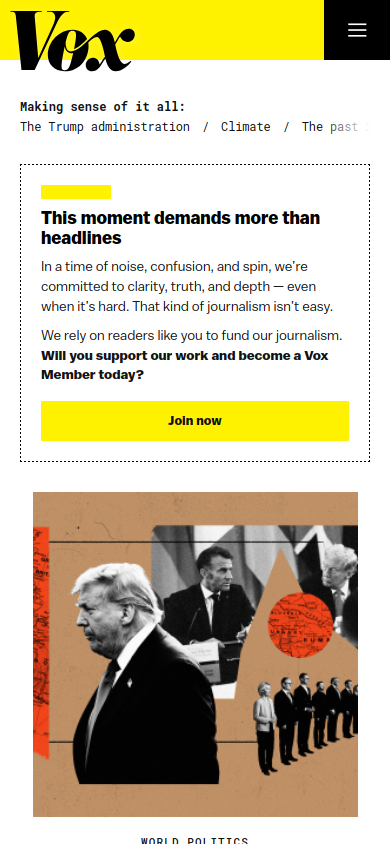 Vox
Making sense of it all:
The Trump administration / Climate / The past
This moment demands more than
headlines
In a time of noise, confusion, and spin, we're
committed to clarity, truth, and depth — even
when it's hard. That kind of journalism isn't easy.
We rely on readers like you to fund our journalism.
Will you support our work and become a Vox
Member today?
Join now
WORLD POLITICS